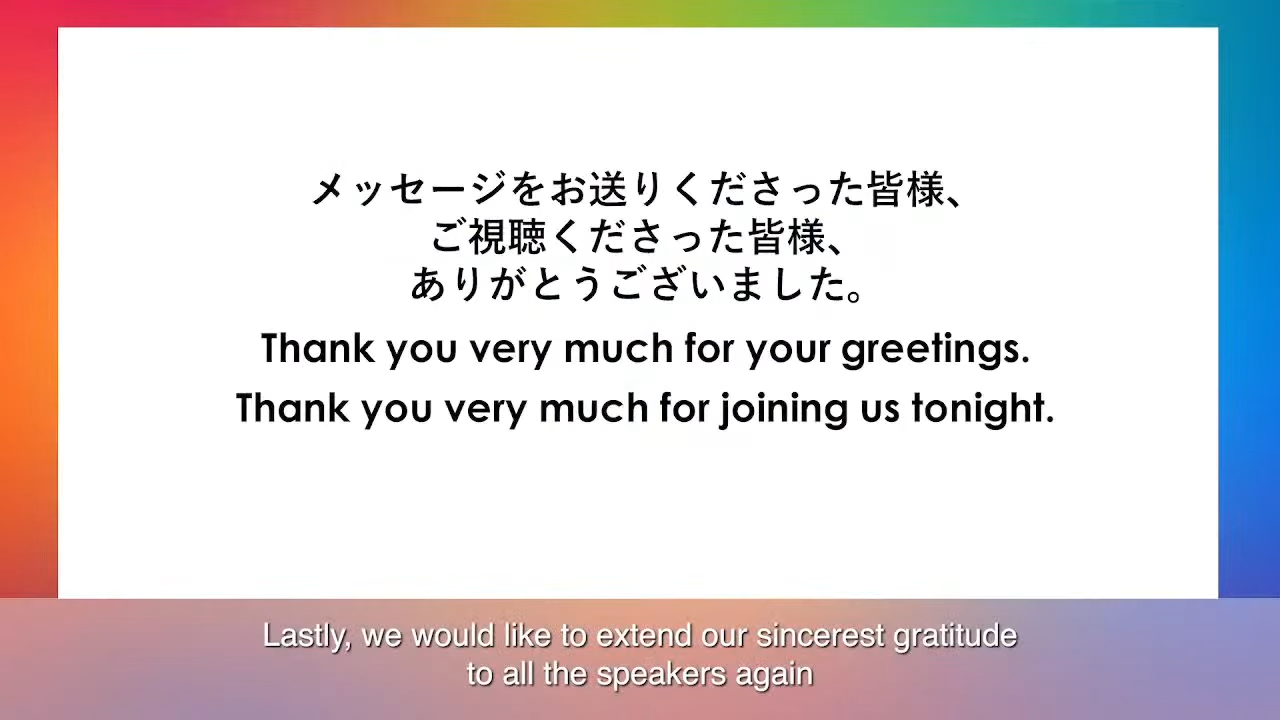 メッセージをお送りくださった皆様、
ご視聴くださった皆様、
ありがとうございました。
Thank you very much for your greetings.
Thank you very much for joining us tonight.
Lastly, we would like to extend our sincerest gratitude
to all the speakers again